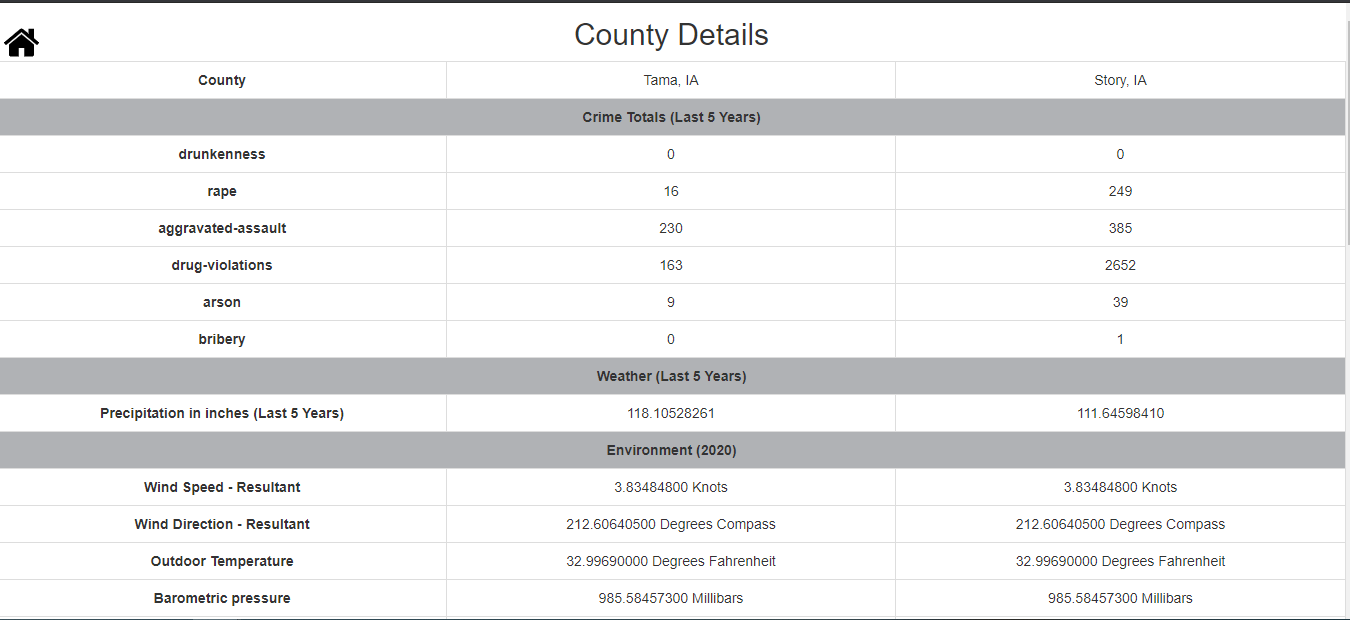 County Details
County Tama, IA Story, IA
Crime Totals (Last 5 Years)
drunkenness 0 0
rape 16 249
aggravated-assault 230 385
drug-violations 163 2652
arson 9 39
bribery 0 1
Weather (Last 5 Years)
Precipitation in inches (Last 5 Years) 118.10528261 111.64598410
Environment (2020)
Wind Speed - Resultant 3.83484800 Knots 3.83484800 Knots
Wind Direction - Resultant 212.60640500 Degrees Compass 212.60640500 Degrees Compass
Outdoor Temperature 32.99690000 Degrees Fahrenheit 32.99690000 Degrees Fahrenheit
Barometric pressure 985.58457300 Millibars 985.58457300 Millibars